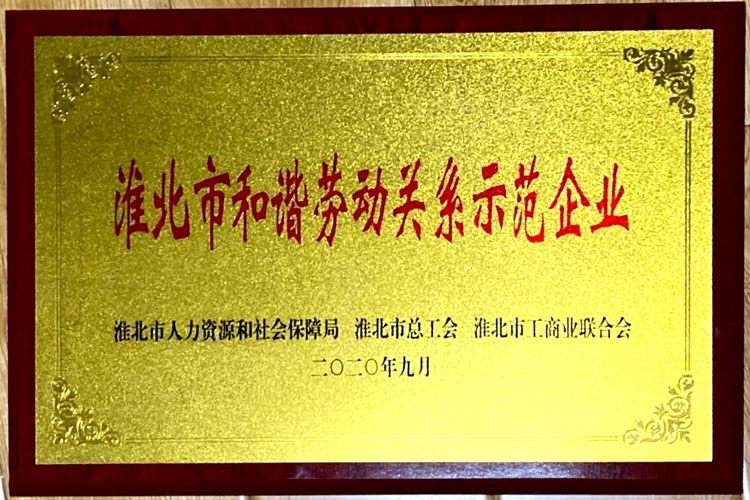 淮北市和谐劳动关系示范企业
淮北市人力资源和社会保障局 淮北市总工会 淮北市工商业联合会
二〇二〇年九月